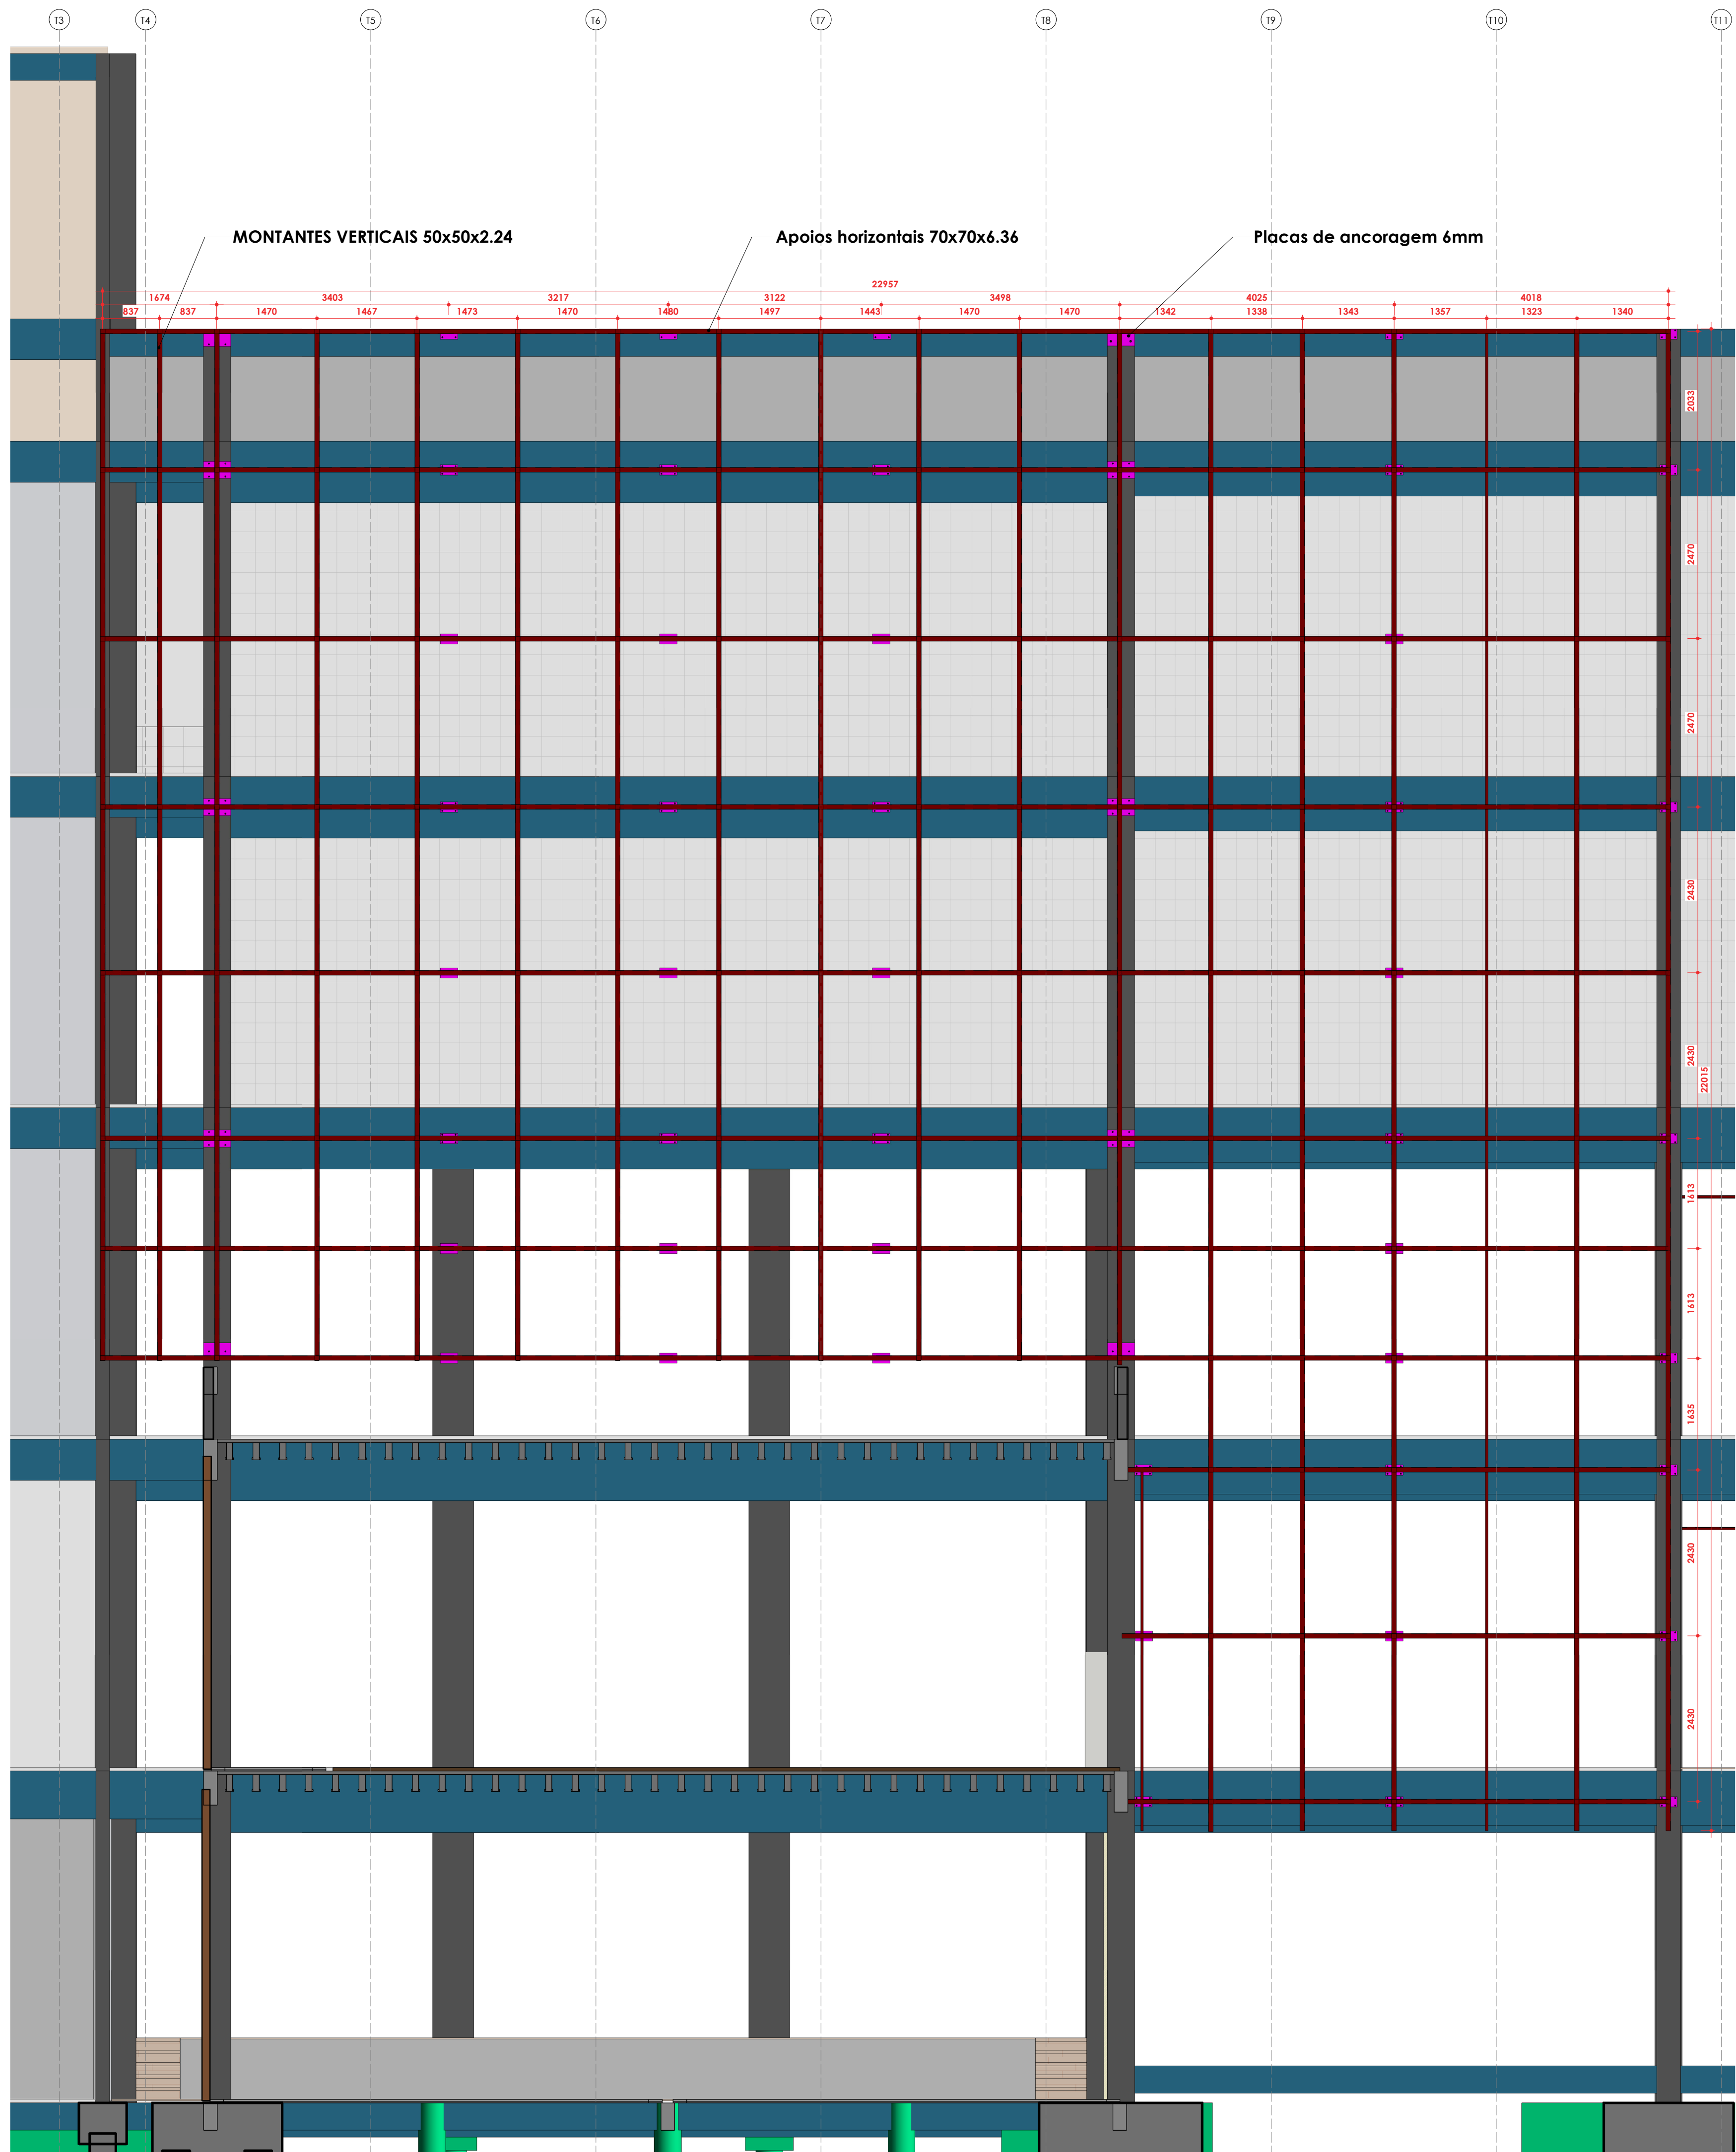 T3 T4 T5 T6 T7 T8 T9 T10 T11
MONTANTES VERTICAIS 50x50x2.24
Apoios horizontais 70x70x6.36
Placas de ancoragem 6mm
22957
1674 3403 3217 3122 3498 4025 4018
837 837 1470 1467 1473 1470 1480 1497 1443 1470 1470 1342 1338 1343 1357 1323 1340
2033
2470
2470
2430
2430
22015
1613
1613
1635
2430
2430